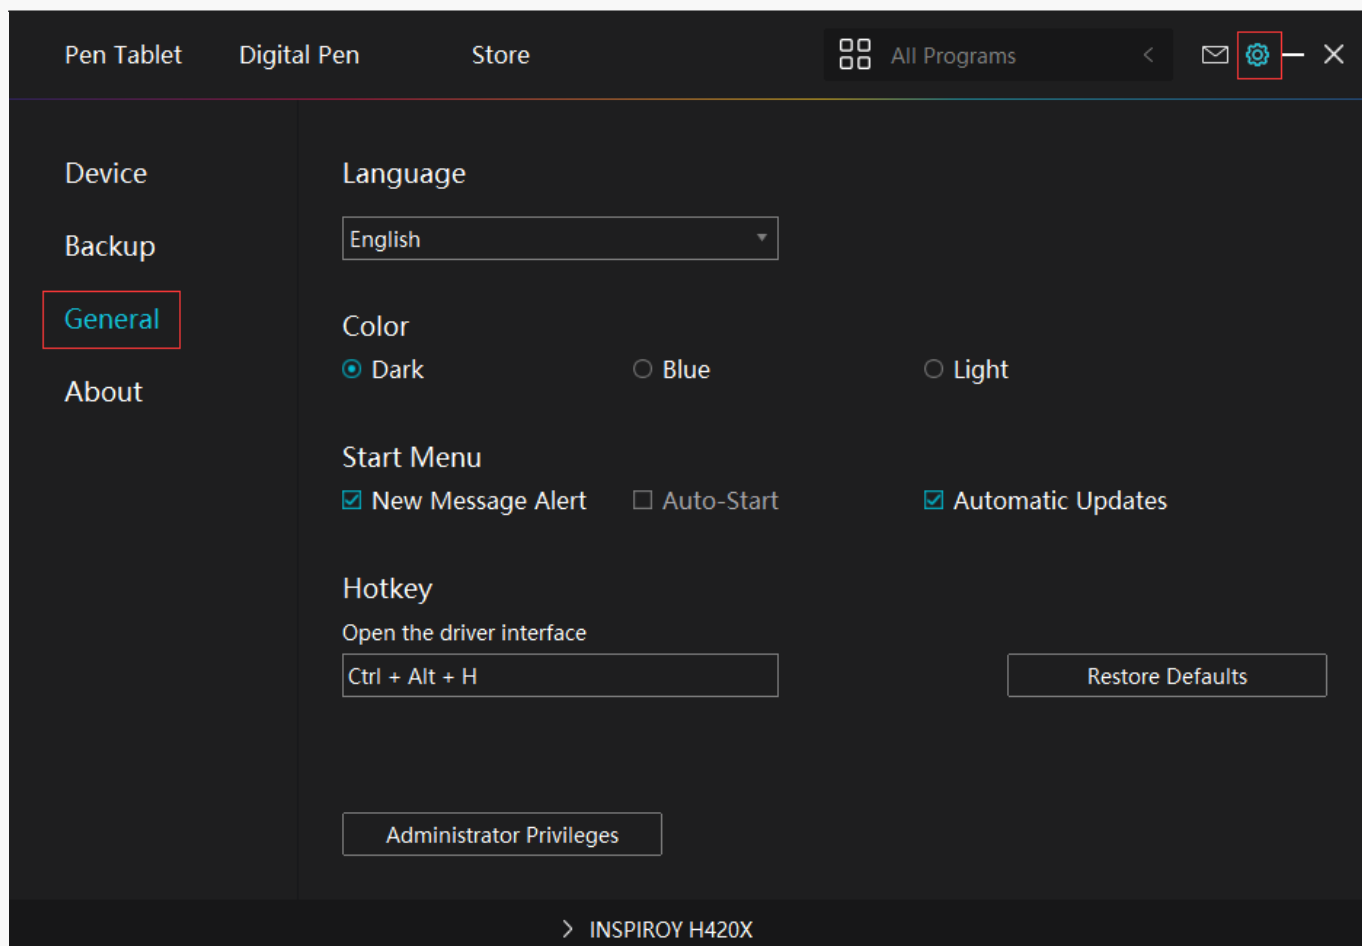 Pen Tablet Digital Pen Store All Programs
Device
Backup
General
About
Language
English
Color
Dark Blue Light
Start Menu
New Message Alert Auto-Start Automatic Updates
Hotkey
Open the driver interface
Ctrl + Alt + H Restore Defaults
Administrator Privileges
INSPIROY H420X